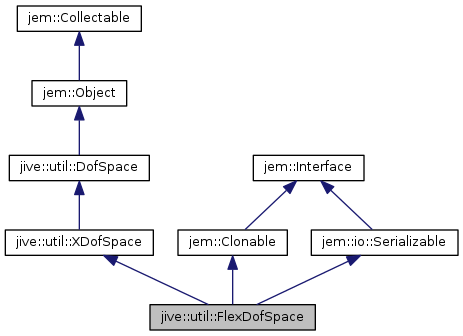 jem::Collectable
jem::Object
jive::util::DofSpace
jem::Interface
jive::util::XDofSpace
jem::Clonable
jem::io::Serializable
jive::util::FlexDofSpace